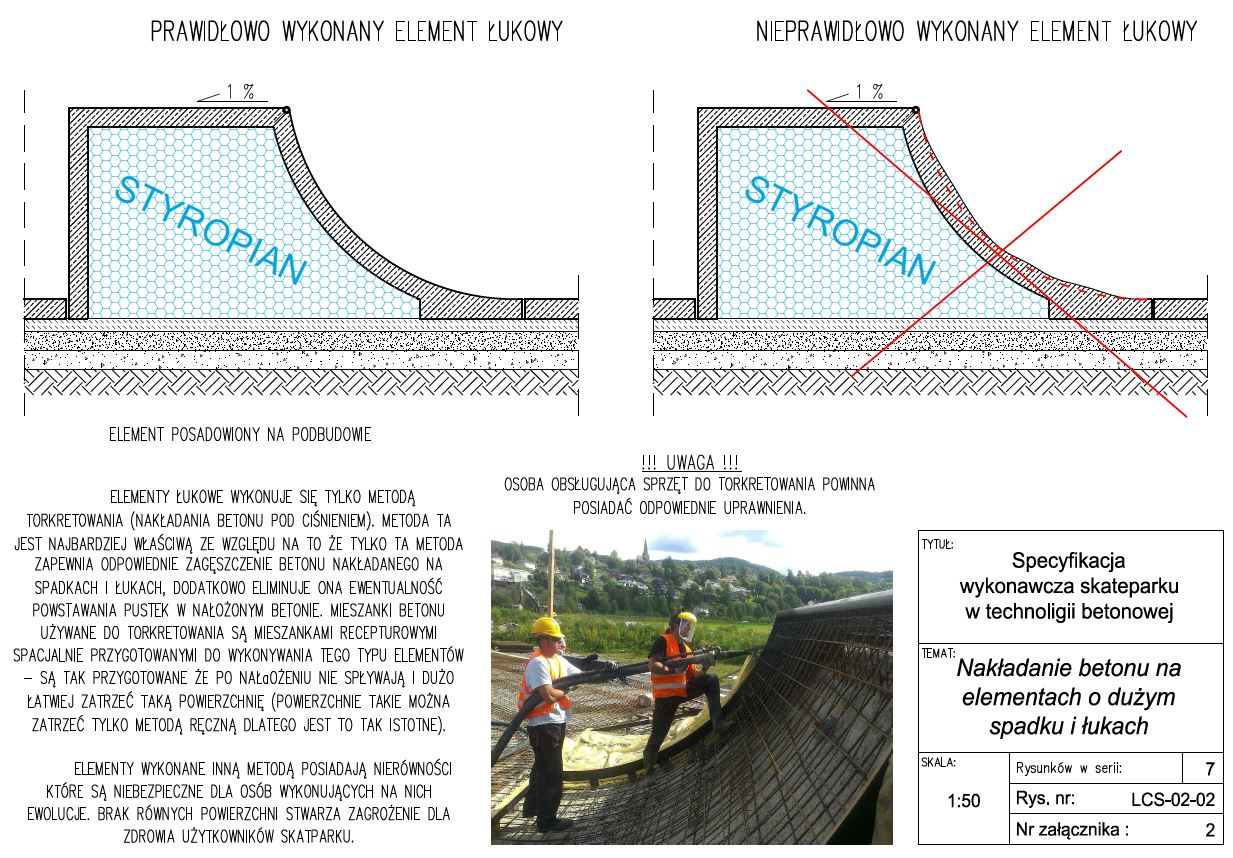 PRAWIDŁOWO WYKONANY ELEMENT ŁUKOWY
NIEPRAWIDŁOWO WYKONANY ELEMENT ŁUKOWY
1 %
1 %
STYROPIAN
STYROPIAN
ELEMENT POSADOWIONY NA PODBUDOWIE
ELEMENTY ŁUKOWE WYKONUJE SIĘ TYLKO METODĄ
TORKRETOWANIA (NAKŁADANIA BETONU POD CIŚNIENIEM). METODA TA
JEST NAJBARDZIEJ WŁAŚCIWĄ ZE WZGLĘDU NA TO ŻE TYLKO TA METODA
ZAPEWNIA ODPOWIEDNIE ZAGĘSZCZENIE BETONU NAKŁADANEGO NA
SPADKACH I ŁUKACH, DODATKOWO ELIMINUJE ONA EWENTUALNOŚĆ
POWSTAWANIA PUSTEK W NAŁOŻONYM BETONIE. MIESZANKI BETONU
UŻYWANE DO TORKRETOWANIA SĄ MIESZANKAMI RECEPTUROWYMI
SPACJALNIE PRZYGOTOWANYMI DO WYKONYWANIA TEGO TYPU ELEMENTÓW
– SĄ TAK PRZYGOTOWANE ŻE PO NAŁoOŻENIU NIE SPŁYWAJĄ I DUŻO
ŁATWIEJ ZATRZEĆ TAKĄ POWIERZCHNIĘ (POWIERZCHNIE TAKIE MOŻNA
ZATRZEĆ TYLKO METODĄ RĘCZNĄ DLATEGO JEST TO TAK ISTOTNE).
ELEMENTY WYKONANE INNĄ METODĄ POSIADAJĄ NIERÓWNOŚCI
KTÓRE SĄ NIEBEZPIECZNE DLA OSÓB WYKONUJĄCYCH NA NICH
EWOLUCJE. BRAK RÓWNYCH POWIERZCHNI STWARZA ZAGROŻENIE DLA
ZDROWIA UŻYTKOWNIKÓW SKATPARKU.
!!! UWAGA !!!
OSOBA OBSŁUGUJĄCA SPRZĘT DO TORKRETOWANIA POWINNA
POSIADAĆ ODPOWIEDNIE UPRAWNIENIA.
TYTUŁ:
Specyfikacja
wykonawcza skateparku
w technoligii betonowej
TEMAT:
Nakładanie betonu na
elementach o dużym
spadku i łukach
SKALA:
1:50
Rysunków w serii: 7
Rys. nr: LCS-02-02
Nr załącznika : 2